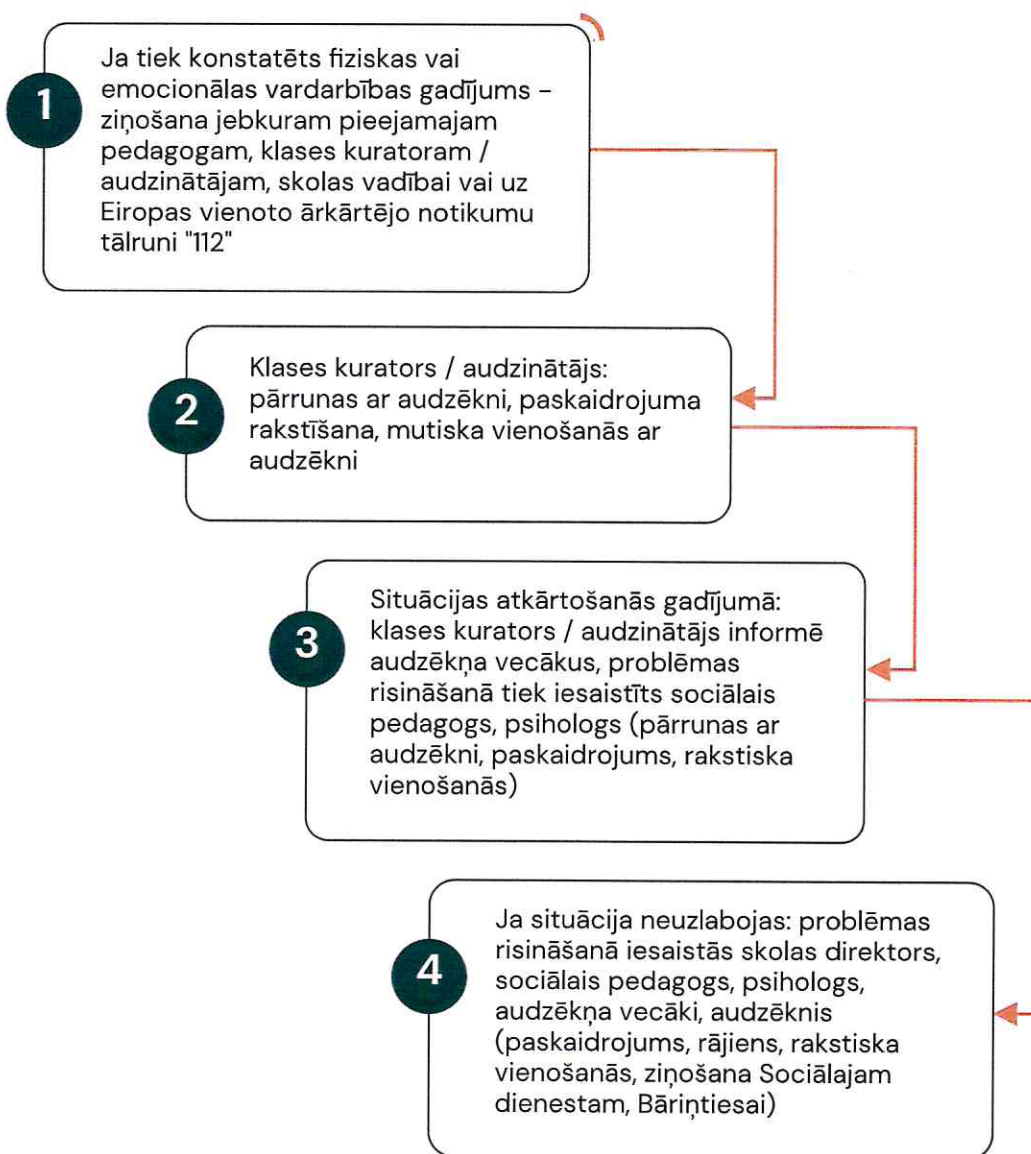 1
Ja tiek konstatēts fiziskas vai
emocionālas vardarbības gadījums –
ziņošana jebkuram pieejamajam
pedagogam, klases kuratoram /
audzinātājam, skolas vadībai vai uz
Eiropas vienoto ārkārtējo notikumu
tālruni "112"
2
Klases kurators / audzinātājs:
pārrunas ar audzēkni, paskaidrojuma
rakstīšana, mutiska vienošanās ar
audzēkni
3
Situācijas atkārtošanās gadījumā:
klases kurators / audzinātājs informē
audzēkņa vecākus, problēmas
risināšanā tiek iesaistīts sociālais
pedagogs, psihologs (pārrunas ar
audzēkni, paskaidrojums, rakstiska
vienošanās)
4
Ja situācija neuzlabojas: problēmas
risināšanā iesaistās skolas direktors,
sociālais pedagogs, psihologs,
audzēkņa vecāki, audzēknis
(paskaidrojums, rājiens, rakstiska
vienošanās, ziņošana Sociālajam
dienestam, Bāriņtiesai)